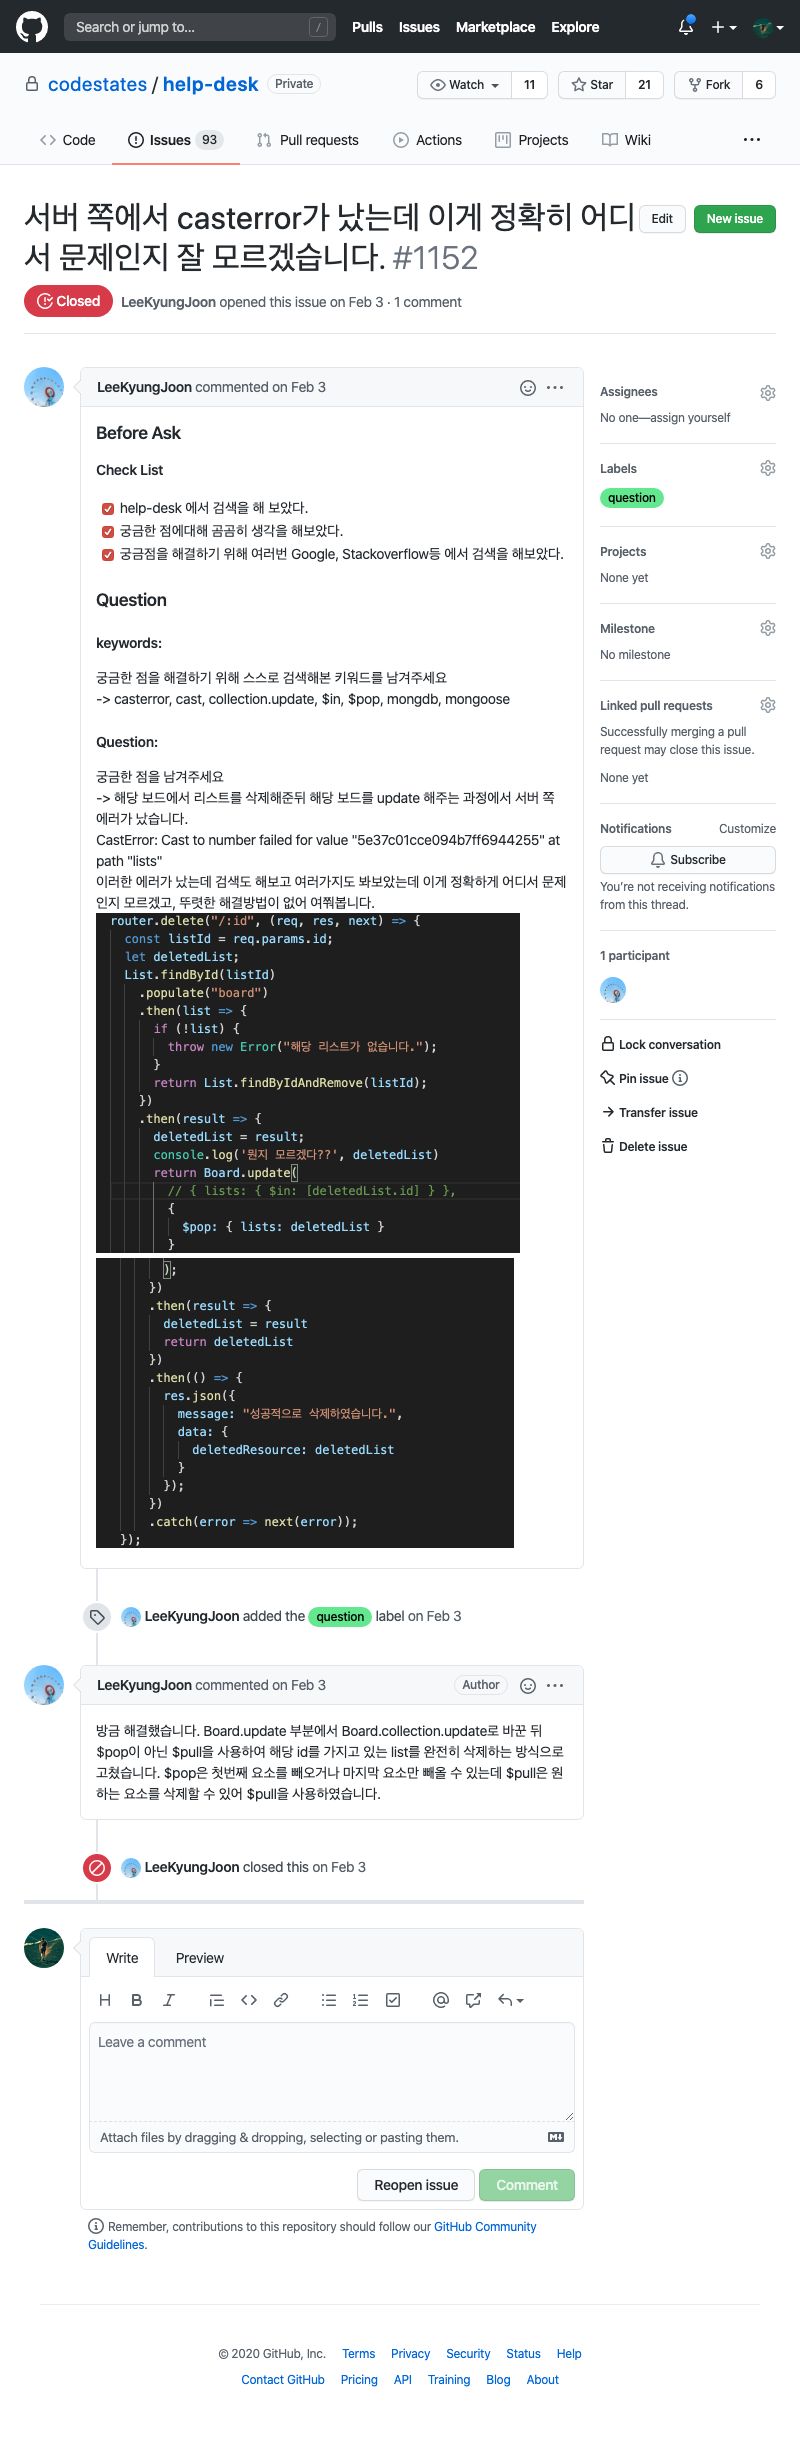 Search or jump to...
/
Pulls
Issues
Marketplace
Explore
codestates / help-desk
Private
Watch
11
Star
21
Fork
6
Code
Issues
93
Pull requests
Actions
Projects
Wiki
서버 쪽에서 casterror가 났는데 이게 정확히 어디
서 문제인지 잘 모르겠습니다. #1152
Edit
New issue
Closed
LeeKyungJoon opened this issue on Feb 3 · 1 comment
LeeKyungJoon commented on Feb 3
Before Ask
Check List
help-desk 에서 검색을 해 보았다.
궁금한 점에대해 곰곰히 생각을 해보았다.
궁금점을 해결하기 위해 여러번 Google, Stackoverflow등 에서 검색을 해보았다.
Question
keywords:
궁금한 점을 해결하기 위해 스스로 검색해본 키워드를 남겨주세요
-> casterror, cast, collection.update, $in, $pop, mongdb, mongoose
Question:
궁금한 점을 남겨주세요
-> 해당 보드에서 리스트를 삭제해준뒤 해당 보드를 update 해주는 과정에서 서버 쪽
에러가 났습니다.
CastError: Cast to number failed for value "5e37c01cce094b7ff6944255" at
path "lists"
이러한 에러가 났는데 검색도 해보고 여러가지도 봐보았는데 이게 정확하게 어디서 문제
인지 모르겠고, 뚜렷한 해결방법이 없어 여쭤봅니다.
router.delete("/:id", (req, res, next) => {
const listId = req.params.id;
let deletedList;
List.findById(listId)
.populate("board")
.then(list => {
if (!list) {
throw new Error("해당 리스트가 없습니다.");
}
return List.findByIdAndRemove(listId);
})
.then(result => {
deletedList = result;
console.log('뭔지 모르겠다??', deletedList)
return Board.update(
// { lists: { $in: [deletedList.id] } },
{
$pop: { lists: deletedList }
}
);
})
.then(result => {
deletedList = result
return deletedList
})
.then(() => {
res.json({
message: "성공적으로 삭제하였습니다.",
data: {
deletedResource: deletedList
}
});
})
.catch(error => next(error));
});
Assignees
No one—assign yourself
Labels
question
Projects
None yet
Milestone
No milestone
Linked pull requests
Successfully merging a pull
request may close this issue.
None yet
Notifications
Customize
Subscribe
You're not receiving notifications
from this thread.
1 participant
Lock conversation
Pin issue
Transfer issue
Delete issue
LeeKyungJoon added the question label on Feb 3
LeeKyungJoon commented on Feb 3
Author
방금 해결했습니다. Board.update 부분에서 Board.collection.update로 바꾼 뒤
$pop이 아닌 $pull을 사용하여 해당 id를 가지고 있는 list를 완전히 삭제하는 방식으로
고쳤습니다. $pop은 첫번째 요소를 빼오거나 마지막 요소만 빼올 수 있는데 $pull은 원
하는 요소를 삭제할 수 있어 $pull을 사용하였습니다.
LeeKyungJoon closed this on Feb 3
Write
Preview
Leave a comment
Attach files by dragging & dropping, selecting or pasting them.
Reopen issue
Comment
Remember, contributions to this repository should follow our GitHub Community
Guidelines.
© 2020 GitHub, Inc.
Terms
Privacy
Security
Status
Help
Contact GitHub
Pricing
API
Training
Blog
About